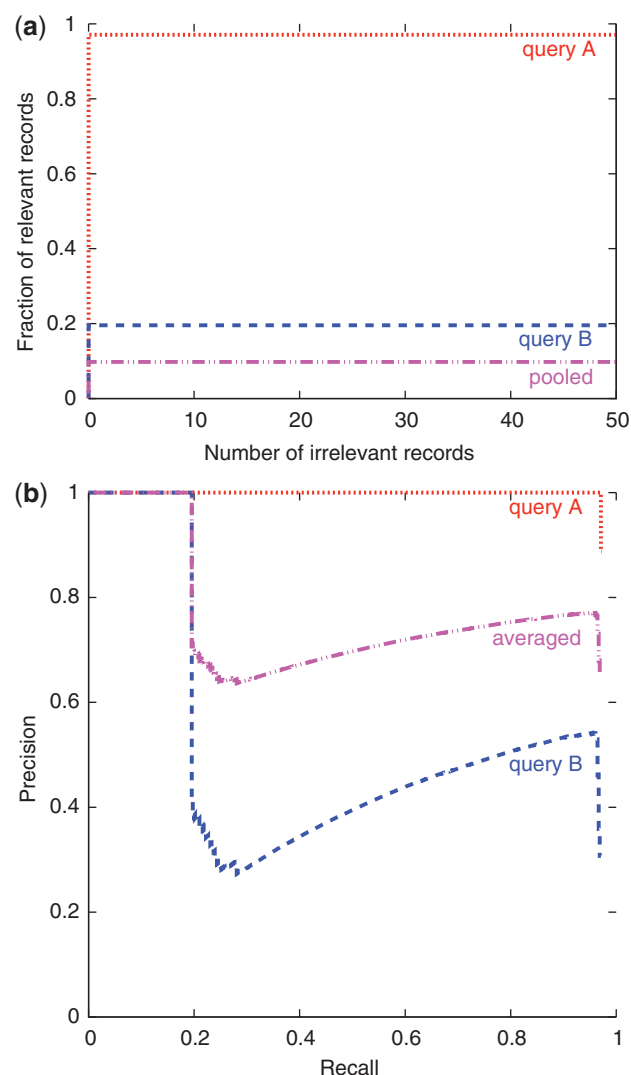 (a)
1
0.8
0.6
0.4
0.2
0
Fraction of relevant records
query A
query B
pooled
0 10 20 30 40 50
Number of irrelevant records
(b)
1
0.8
0.6
0.4
0.2
0
Precision
query A
averaged
query B
0 0.2 0.4 0.6 0.8 1
Recall